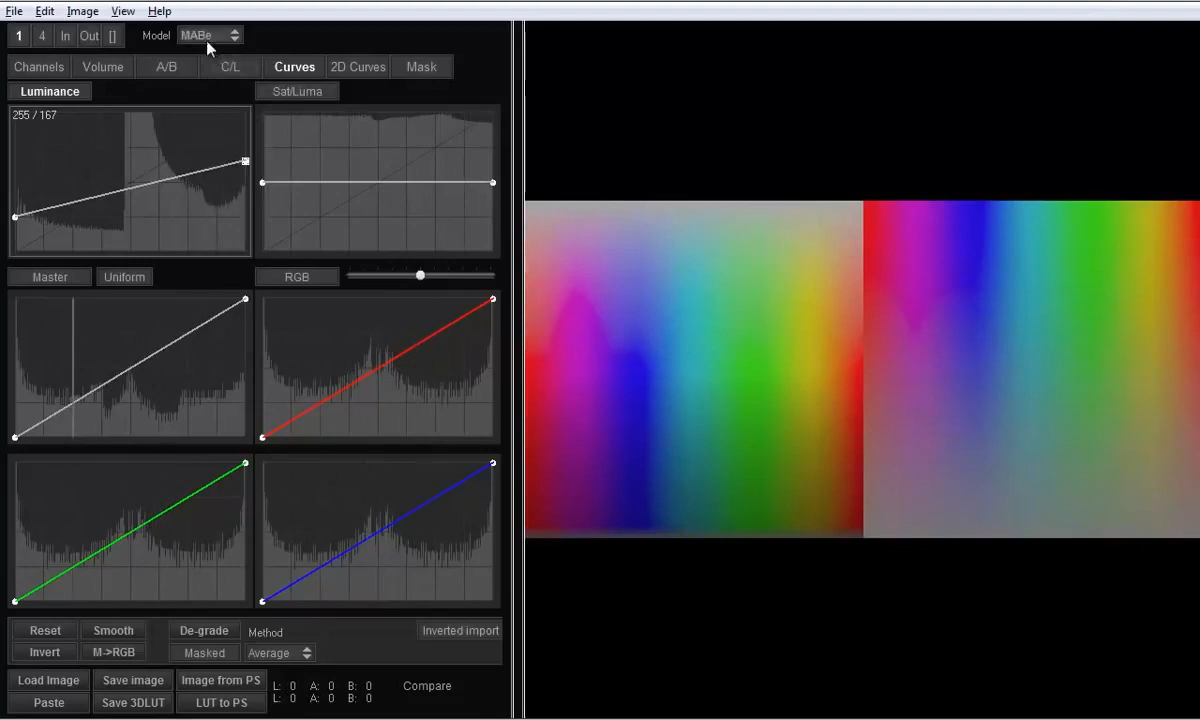 File Edit Image View Help
1 4 In Out [] Model MABe
Channels Volume A/B C/L Curves 2D Curves Mask
Luminance Sat/Luma
255 / 167
Master Uniform RGB
Reset Smooth De-grade Method Inverted import
Invert M->RGB Masked Average
Load Image Save image Image from PS L: 0 A: 0 B: 0 Compare
Paste Save 3DLUT LUT to PS L: 0 A: 0 B: 0